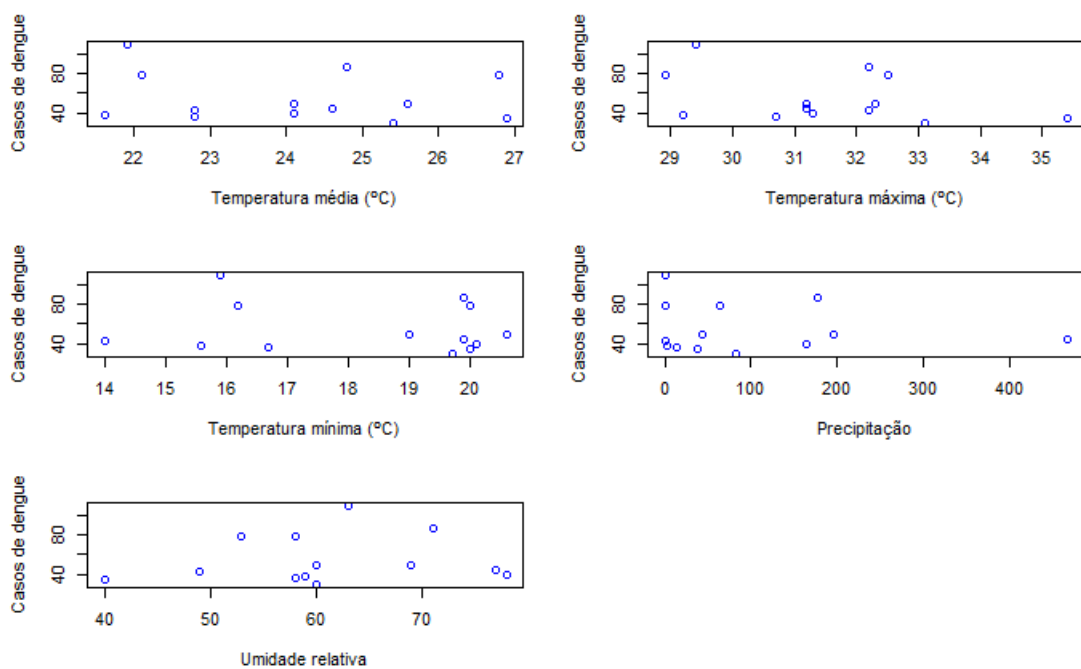 Casos de dengue
40 80
22 23 24 25 26 27
Temperatura média (ºC)
Casos de dengue
40 80
29 30 31 32 33 34 35
Temperatura máxima (ºC)
Casos de dengue
40 80
14 15 16 17 18 19 20
Temperatura mínima (ºC)
Casos de dengue
40 80
0 100 200 300 400
Precipitação
Casos de dengue
40 80
40 50 60 70
Umidade relativa